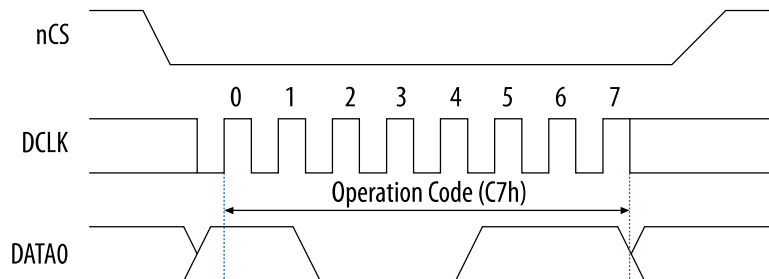 nCS
0 1 2 3 4 5 6 7
DCLK
Operation Code (C7h)
DATA0